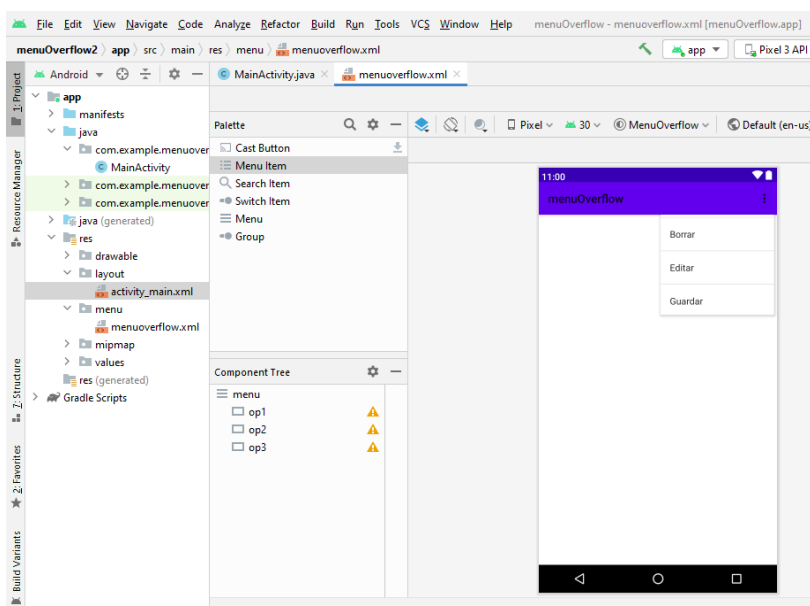 File Edit View Navigate Code Analyze Refactor Build Run Tools VCS Window Help menuOverflow - menuoverflow.xml [menuOverflow.app]
menuOverflow2 app src main res menu menuoverflow.xml app Pixel 3 API
1: Project
Resource Manager
7: Structure
2: Favorites
Build Variants
Android
app
manifests
java
com.example.menuover
MainActivity
com.example.menuover
com.example.menuover
java (generated)
res
drawable
layout
activity_main.xml
menu
menuoverflow.xml
mipmap
values
res (generated)
Gradle Scripts
MainActivity.java menuoverflow.xml
Palette
Cast Button
Menu Item
Search Item
Switch Item
Menu
Group
Component Tree
menu
op1
op2
op3
Pixel 30 MenuOverflow Default (en-us)
11:00
menuOverflow
Borrar
Editar
Guardar